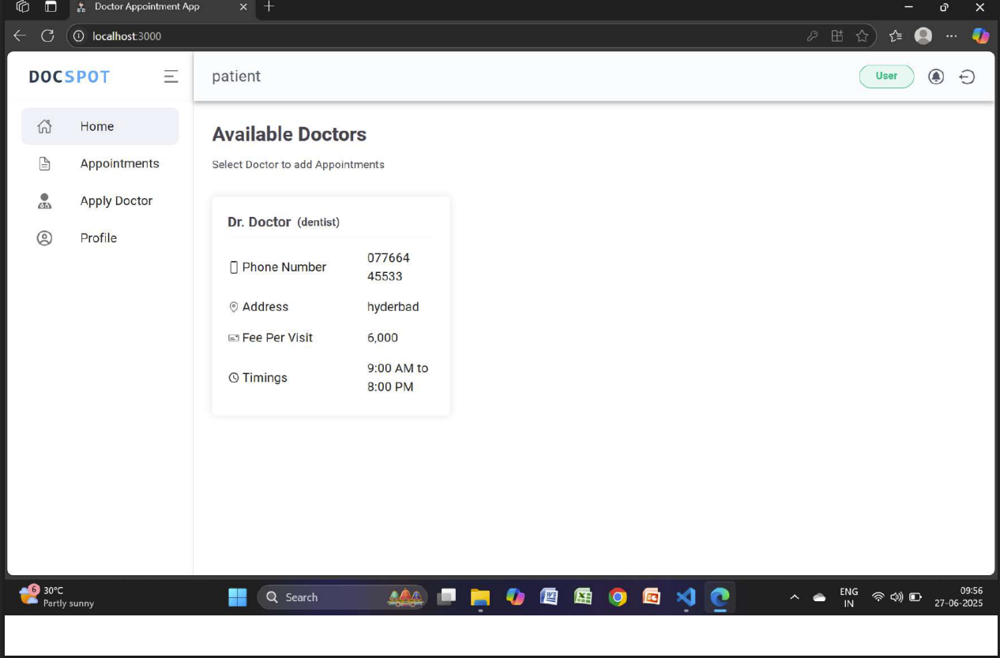 Doctor Appointment App
localhost:3000
DOCSPOT
patient
User
Home
Appointments
Apply Doctor
Profile
Available Doctors
Select Doctor to add Appointments
Dr. Doctor (dentist)
Phone Number
077664
45533
Address
hyderbad
Fee Per Visit
6,000
Timings
9:00 AM to
8:00 PM
6
30°C
Partly sunny
Search
ENG
IN
09:56
27-06-2025